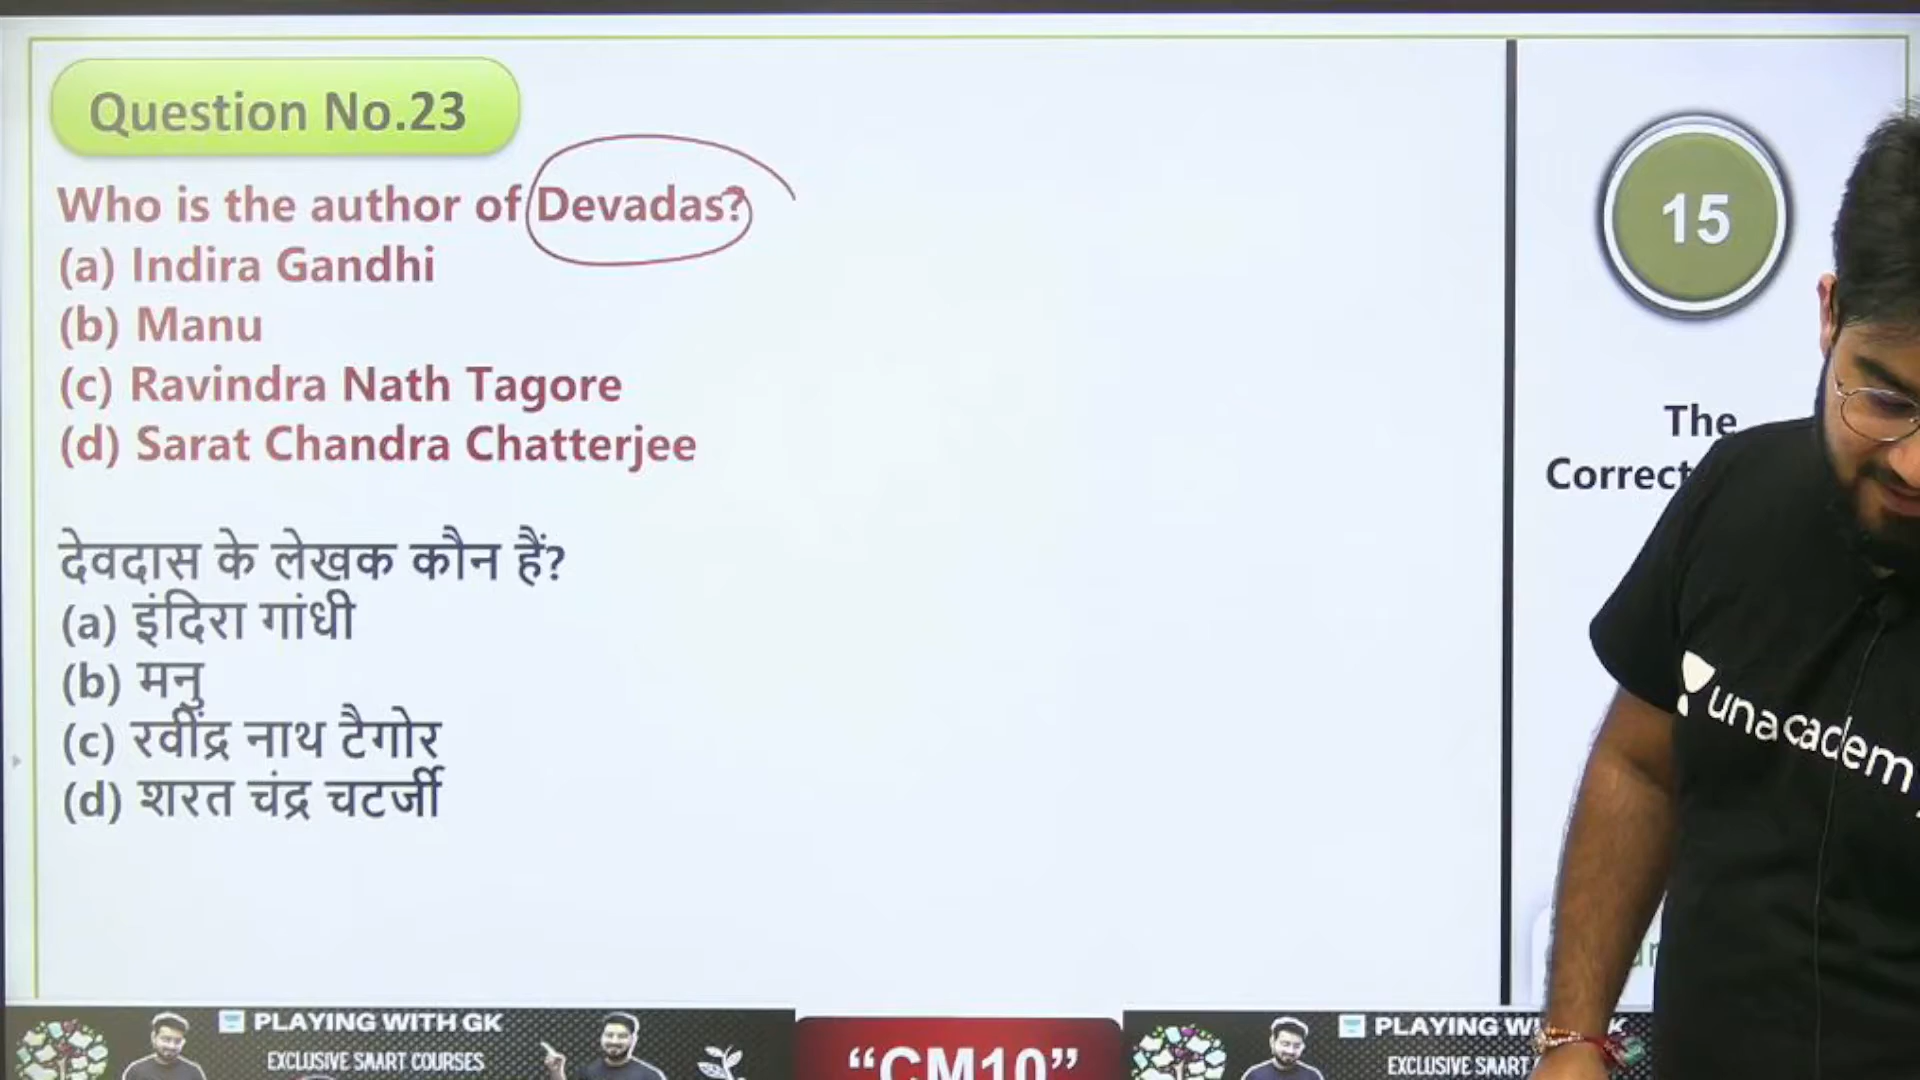 Question No.23
Who is the author of Devadas?
(a) Indira Gandhi
(b) Manu
(c) Ravindra Nath Tagore
(d) Sarat Chandra Chatterjee
देवदास के लेखक कौन हैं?
(a) इंदिरा गांधी
(b) मनु
(c) रवींद्र नाथ टैगोर
(d) शरत चंद्र चटर्जी
15
The
Correct
unacademy
PLAYING WITH GK
EXCLUSIVE SMART COURSES
“CM10”
PLAYING WI K
EXCLUSIVE SMART